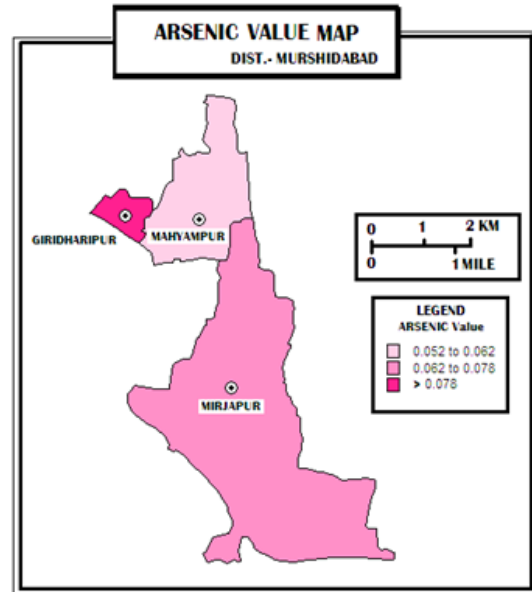 ARSENIC VALUE MAP
DIST.- MURSHIDABAD
GIRIDHARIPUR
MAHYAMPUR
0 1 2 KM
0 1 MILE
LEGEND
ARSENIC Value
0.052 to 0.062
0.062 to 0.078
> 0.078
MIRJAPUR